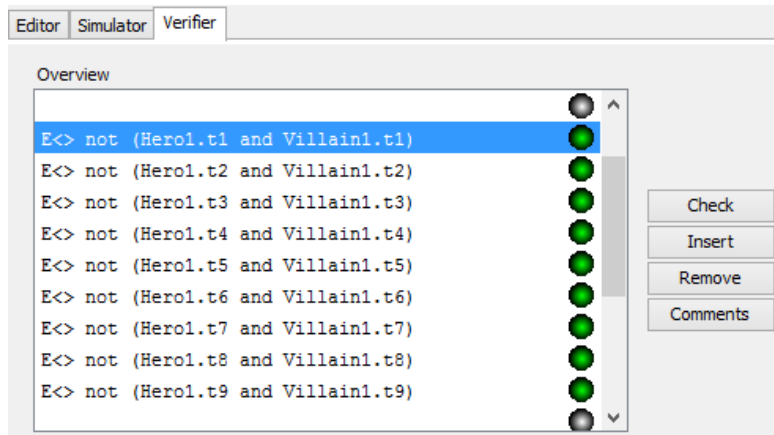 Editor Simulator Verifier
Overview
E<> not (Hero1.t1 and Villain1.t1)
E<> not (Hero1.t2 and Villain1.t2)
E<> not (Hero1.t3 and Villain1.t3)
E<> not (Hero1.t4 and Villain1.t4)
E<> not (Hero1.t5 and Villain1.t5)
E<> not (Hero1.t6 and Villain1.t6)
E<> not (Hero1.t7 and Villain1.t7)
E<> not (Hero1.t8 and Villain1.t8)
E<> not (Hero1.t9 and Villain1.t9)
Check
Insert
Remove
Comments